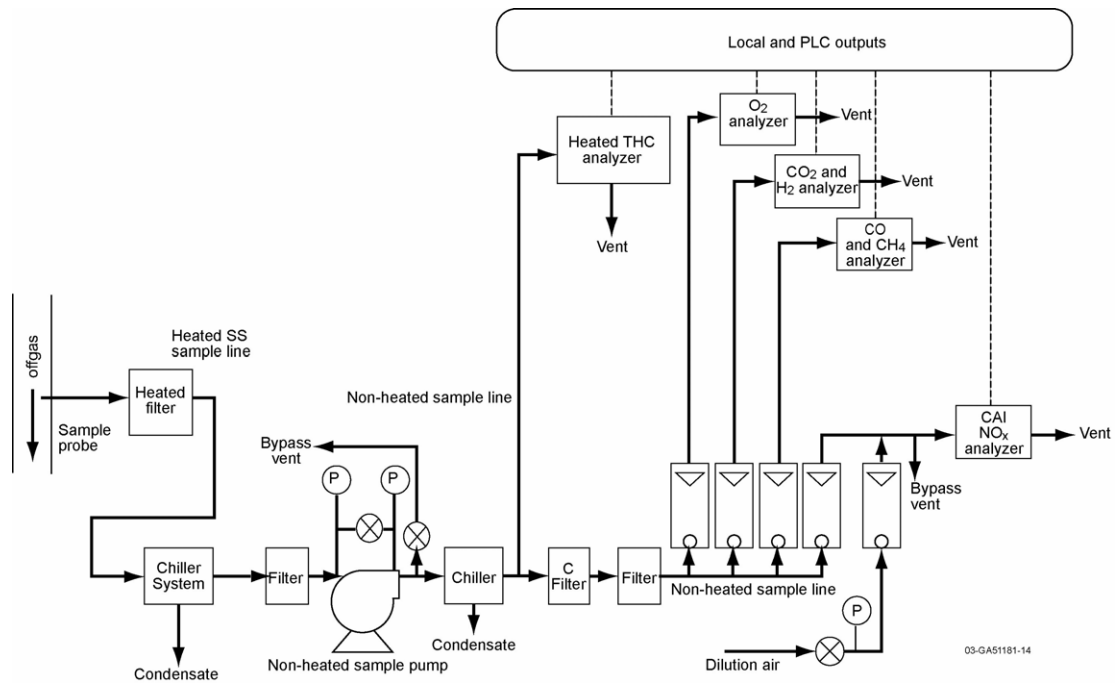 Local and PLC outputs
O2
analyzer
Vent
Heated THC
analyzer
Vent
CO2 and
H2 analyzer
Vent
CO
and CH4
analyzer
Vent
offgas
Heated SS
sample line
Heated
filter
Sample
probe
Non-heated sample line
Bypass
vent
P
P
CAI
NOx
analyzer
Vent
Bypass
vent
Chiller
System
Filter
Chiller
C
Filter
Filter
Non-heated sample line
P
Condensate
Non-heated sample pump
Condensate
Dilution air
03-GA51181-14